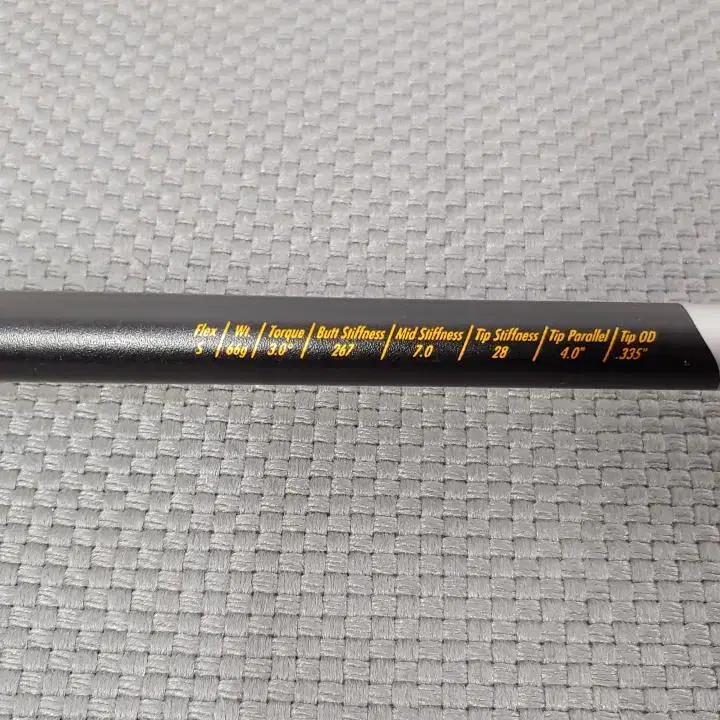 Flex / Wt. / Torque / Butt Stiffness / Mid Stiffness / Tip Stiffness / Tip Parallel / Tip OD
S / 66g / 3.0° / 267 / 7.0 / 28 / 4.0" / .335"